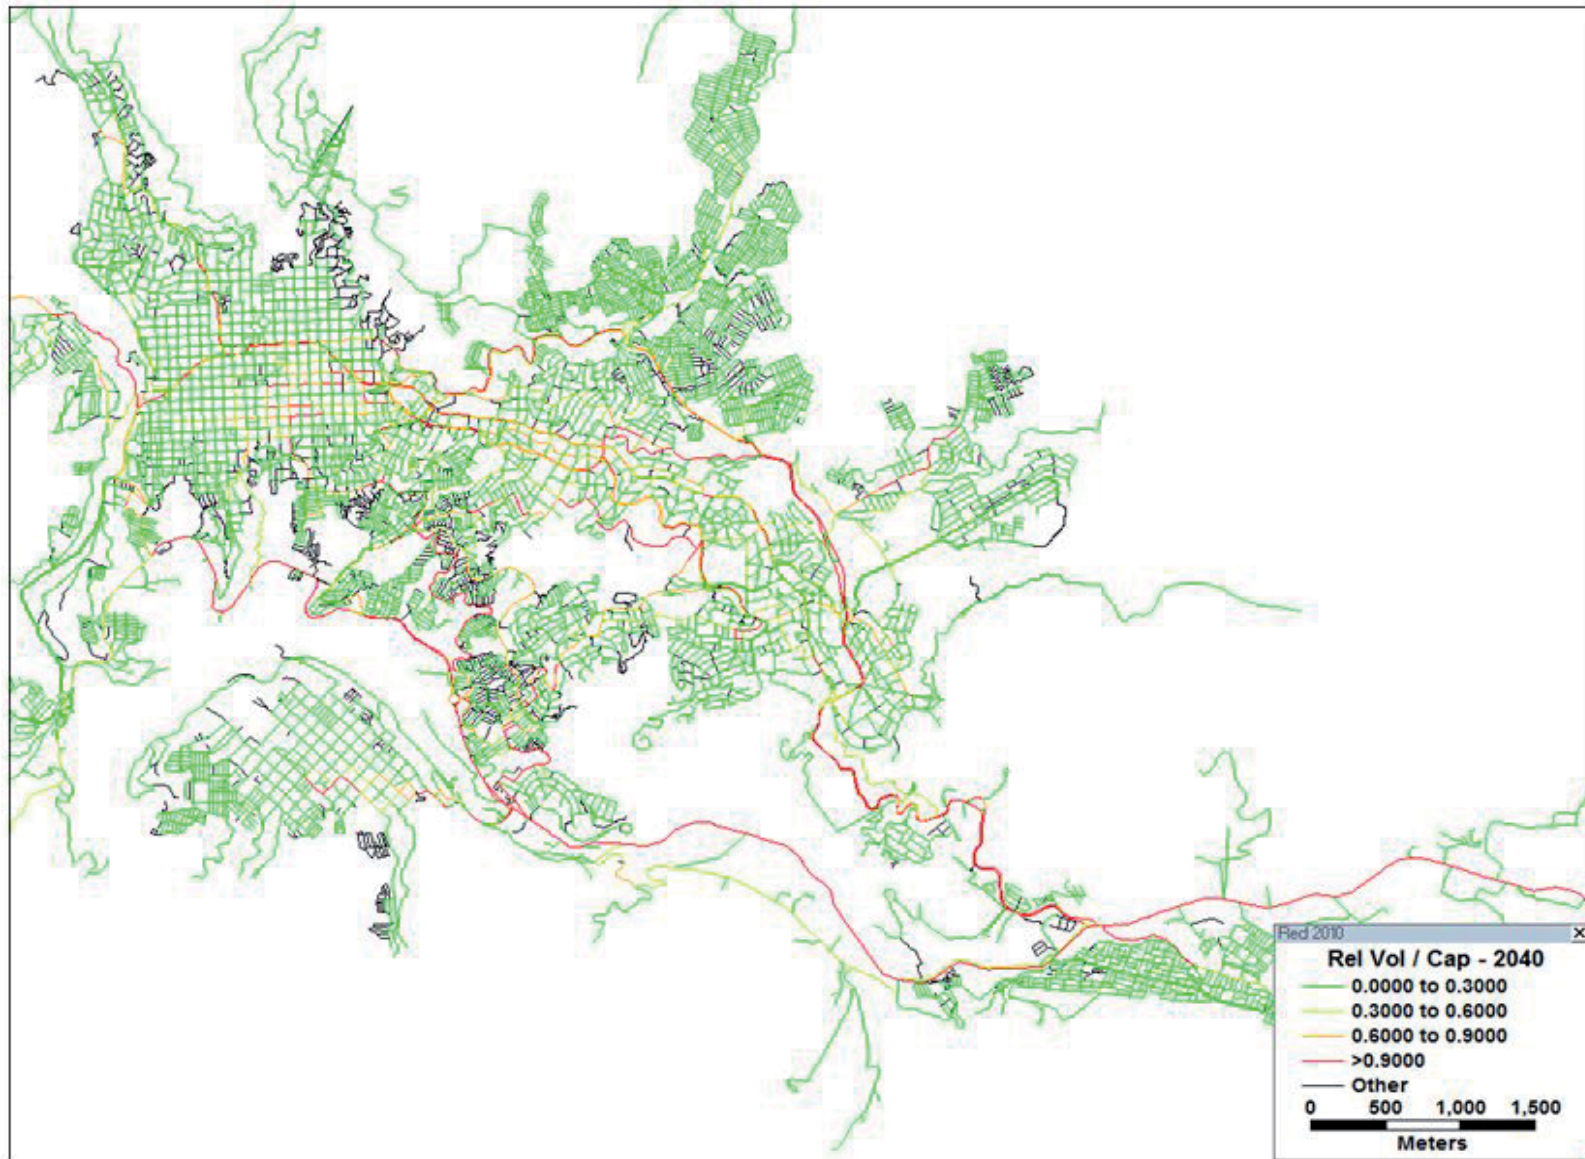 Red 2010
Rel Vol / Cap - 2040
0.0000 to 0.3000
0.3000 to 0.6000
0.6000 to 0.9000
>0.9000
Other
0 500 1,000 1,500
Meters